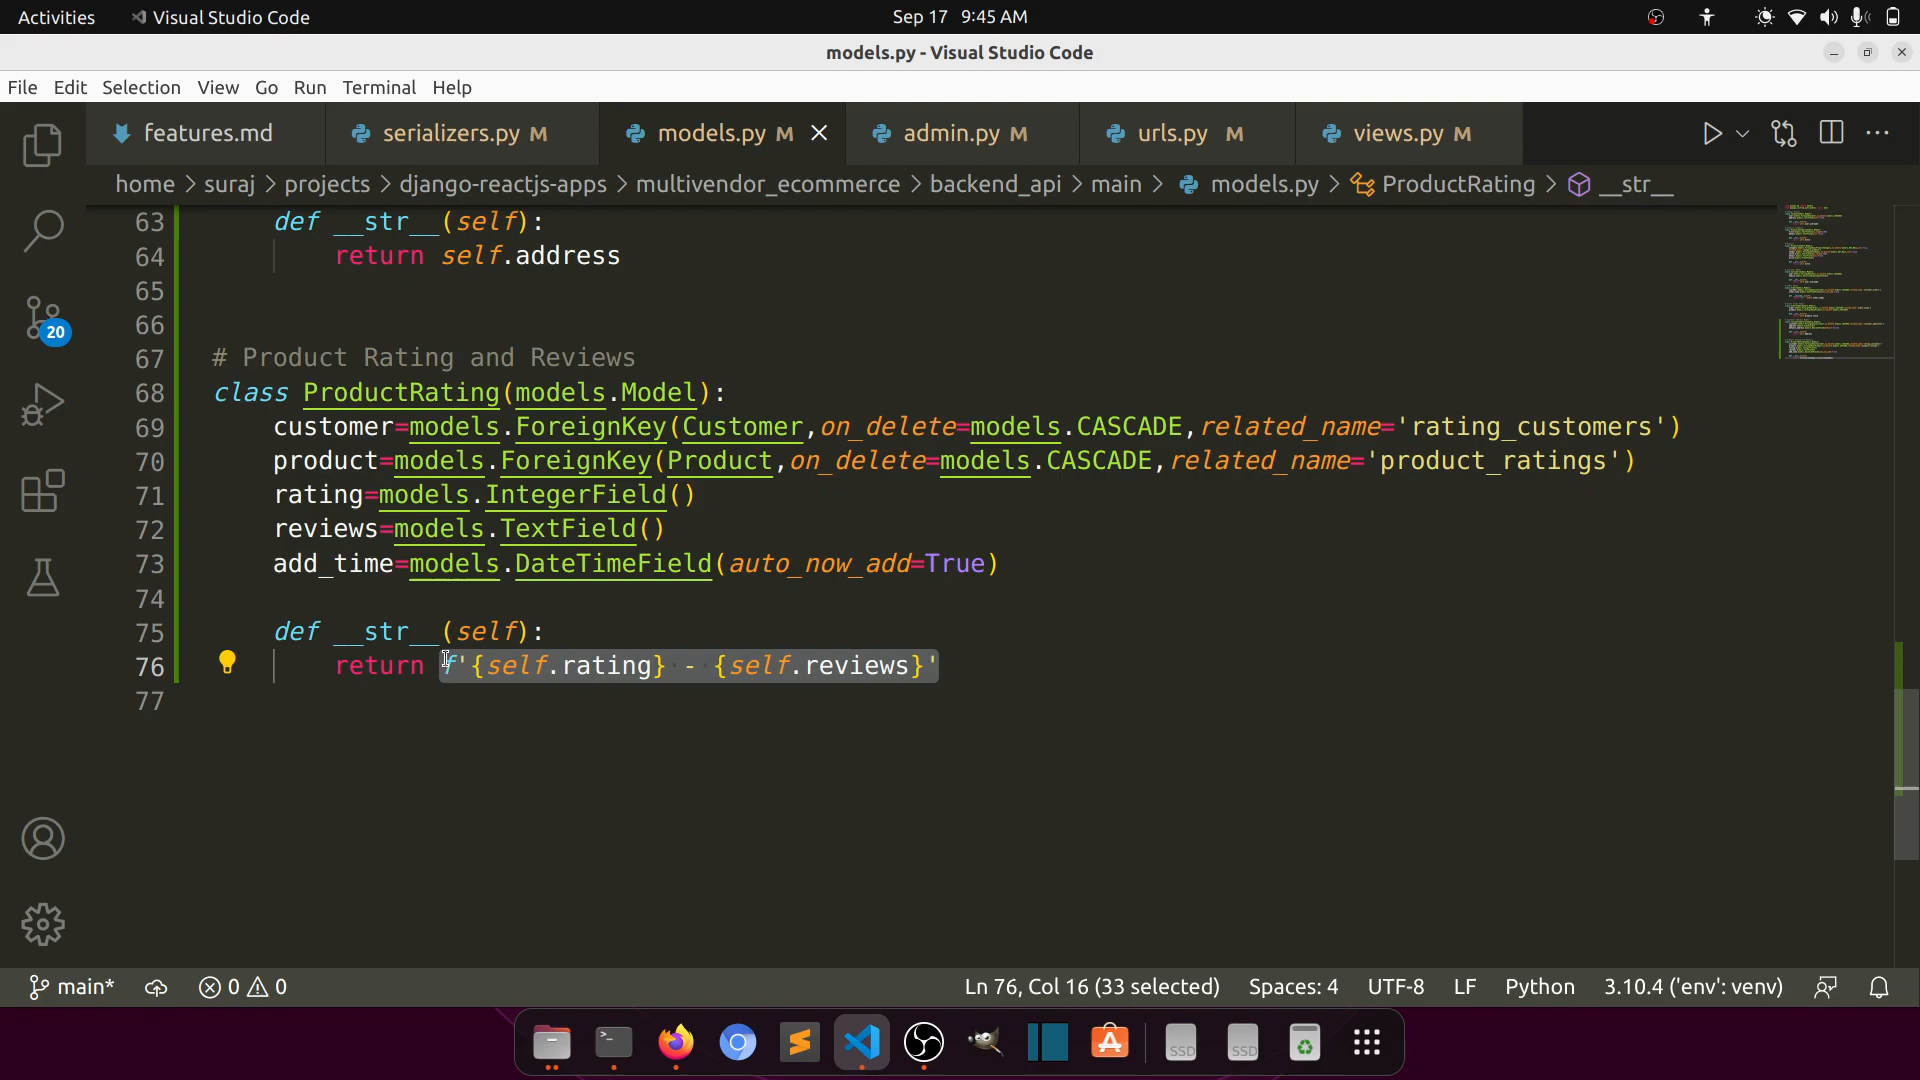 Activities Visual Studio Code Sep 17 9:45 AM
models.py - Visual Studio Code
File Edit Selection View Go Run Terminal Help
features.md serializers.py M models.py M admin.py M urls.py M views.py M
home > suraj > projects > django-reactjs-apps > multivendor_ecommerce > backend_api > main > models.py > ProductRating > __str__
63 def __str__(self):
64 return self.address
65
66
67 # Product Rating and Reviews
68 class ProductRating(models.Model):
69 customer=models.ForeignKey(Customer,on_delete=models.CASCADE,related_name='rating_customers')
70 product=models.ForeignKey(Product,on_delete=models.CASCADE,related_name='product_ratings')
71 rating=models.IntegerField()
72 reviews=models.TextField()
73 add_time=models.DateTimeField(auto_now_add=True)
74
75 def __str__(self):
76 return f'{self.rating} - {self.reviews}'
77
20
main* 0 0 Ln 76, Col 16 (33 selected) Spaces: 4 UTF-8 LF Python 3.10.4 ('env': venv)
SSD SSD